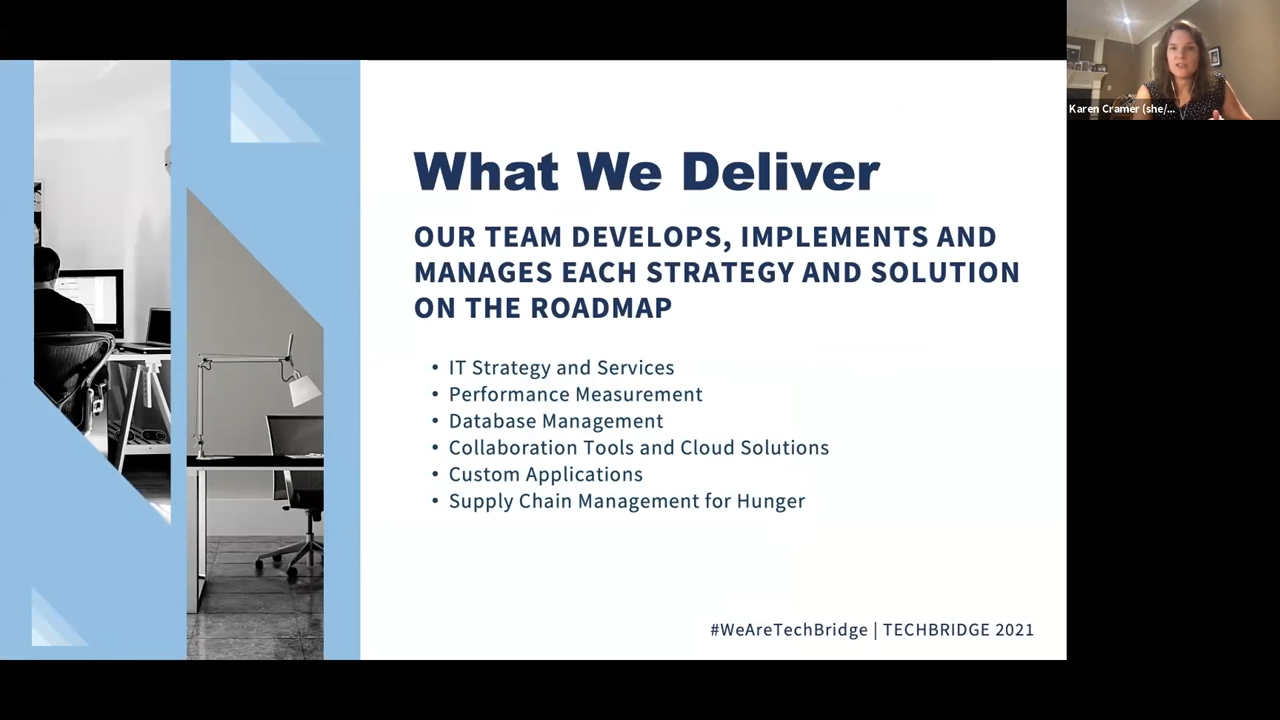 Karen Cramer (she/...
What We Deliver
OUR TEAM DEVELOPS, IMPLEMENTS AND
MANAGES EACH STRATEGY AND SOLUTION
ON THE ROADMAP
• IT Strategy and Services
• Performance Measurement
• Database Management
• Collaboration Tools and Cloud Solutions
• Custom Applications
• Supply Chain Management for Hunger
#WeAreTechBridge | TECHBRIDGE 2021